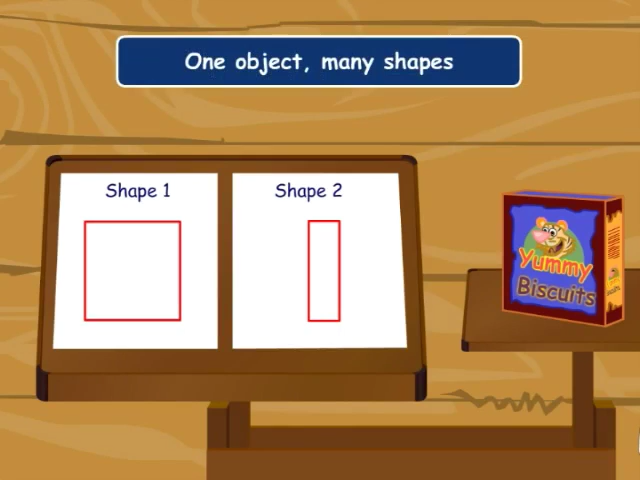 One object, many shapes
Shape 1
Shape 2
Yummy
Biscuits